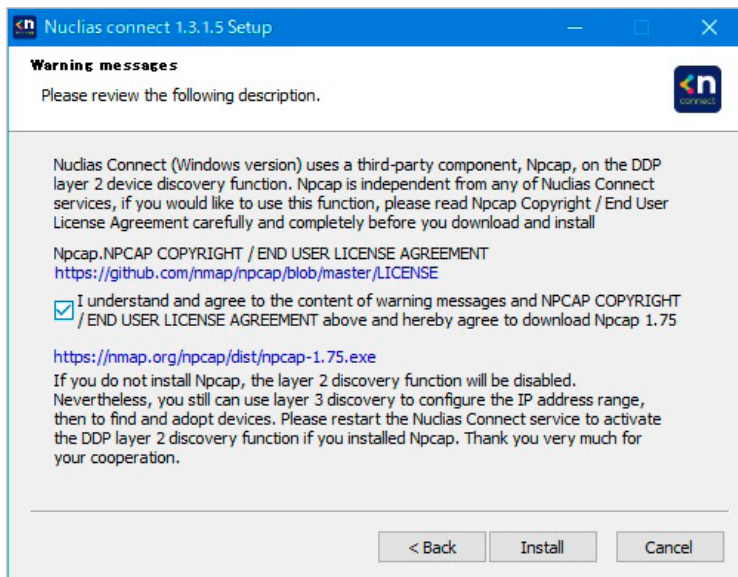 Nuclias connect 1.3.1.5 Setup
Warning messages
Please review the following description.
n
connect
Nuclias Connect (Windows version) uses a third-party component, Npcap, on the DDP
layer 2 device discovery function. Npcap is independent from any of Nuclias Connect
services, if you would like to use this function, please read Npcap Copyright / End User
License Agreement carefully and completely before you download and install
Npcap.NPCAP COPYRIGHT / END USER LICENSE AGREEMENT
https://github.com/nmap/npcap/blob/master/LICENSE
I understand and agree to the content of warning messages and NPCAP COPYRIGHT
/ END USER LICENSE AGREEMENT above and hereby agree to download Npcap 1.75
https://nmap.org/npcap/dist/npcap-1.75.exe
If you do not install Npcap, the layer 2 discovery function will be disabled.
Nevertheless, you still can use layer 3 discovery to configure the IP address range,
then to find and adopt devices. Please restart the Nuclias Connect service to activate
the DDP layer 2 discovery function if you installed Npcap. Thank you very much for
your cooperation.
< Back Install Cancel